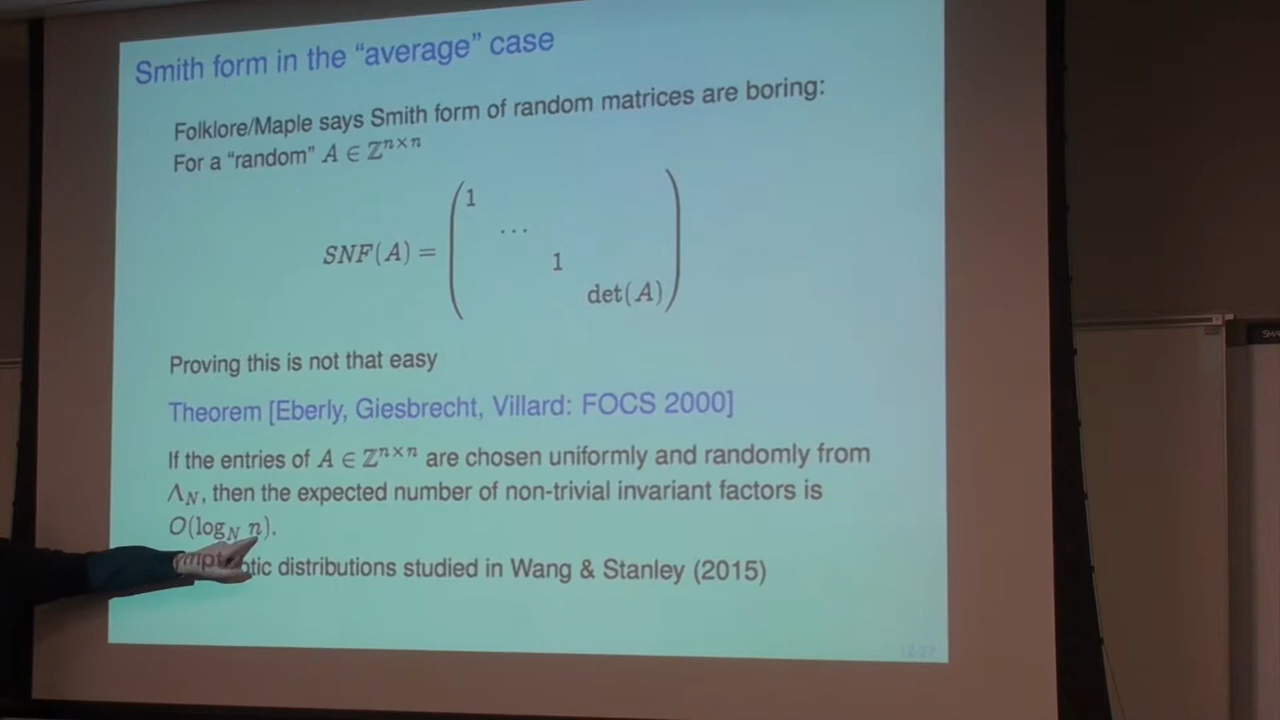 Smith form in the “average” case
Folklore/Maple says Smith form of random matrices are boring:
For a “random” A ∈ ℤⁿˣⁿ
SNF(A) = ( 1
⋯
1
det(A) )
Proving this is not that easy
Theorem [Eberly, Giesbrecht, Villard: FOCS 2000]
If the entries of A ∈ ℤⁿˣⁿ are chosen uniformly and randomly from
Λ_N, then the expected number of non-trivial invariant factors is
O(log_N n).
distributions studied in Wang & Stanley (2015)